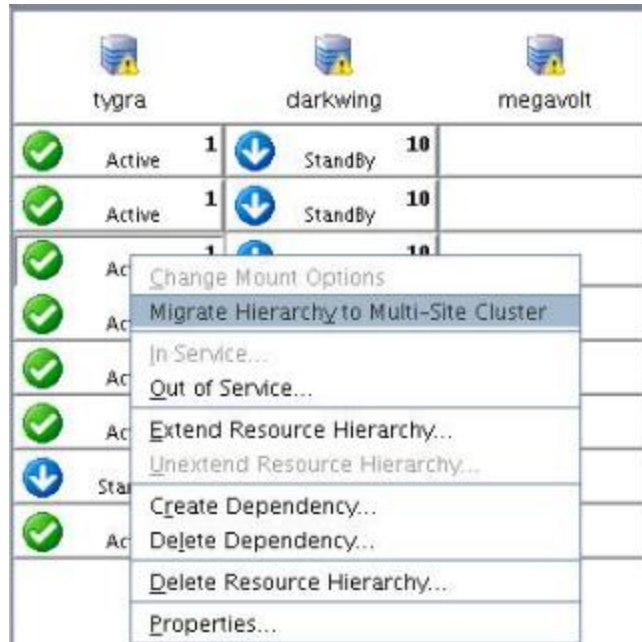 tygra darkwing megavolt
Active 1 StandBy 10
Active 1 StandBy 10
1 10
Change Mount Options
Migrate Hierarchy to Multi-Site Cluster
In Service...
Out of Service...
Extend Resource Hierarchy...
Unextend Resource Hierarchy...
Create Dependency...
Delete Dependency...
Delete Resource Hierarchy...
Properties...